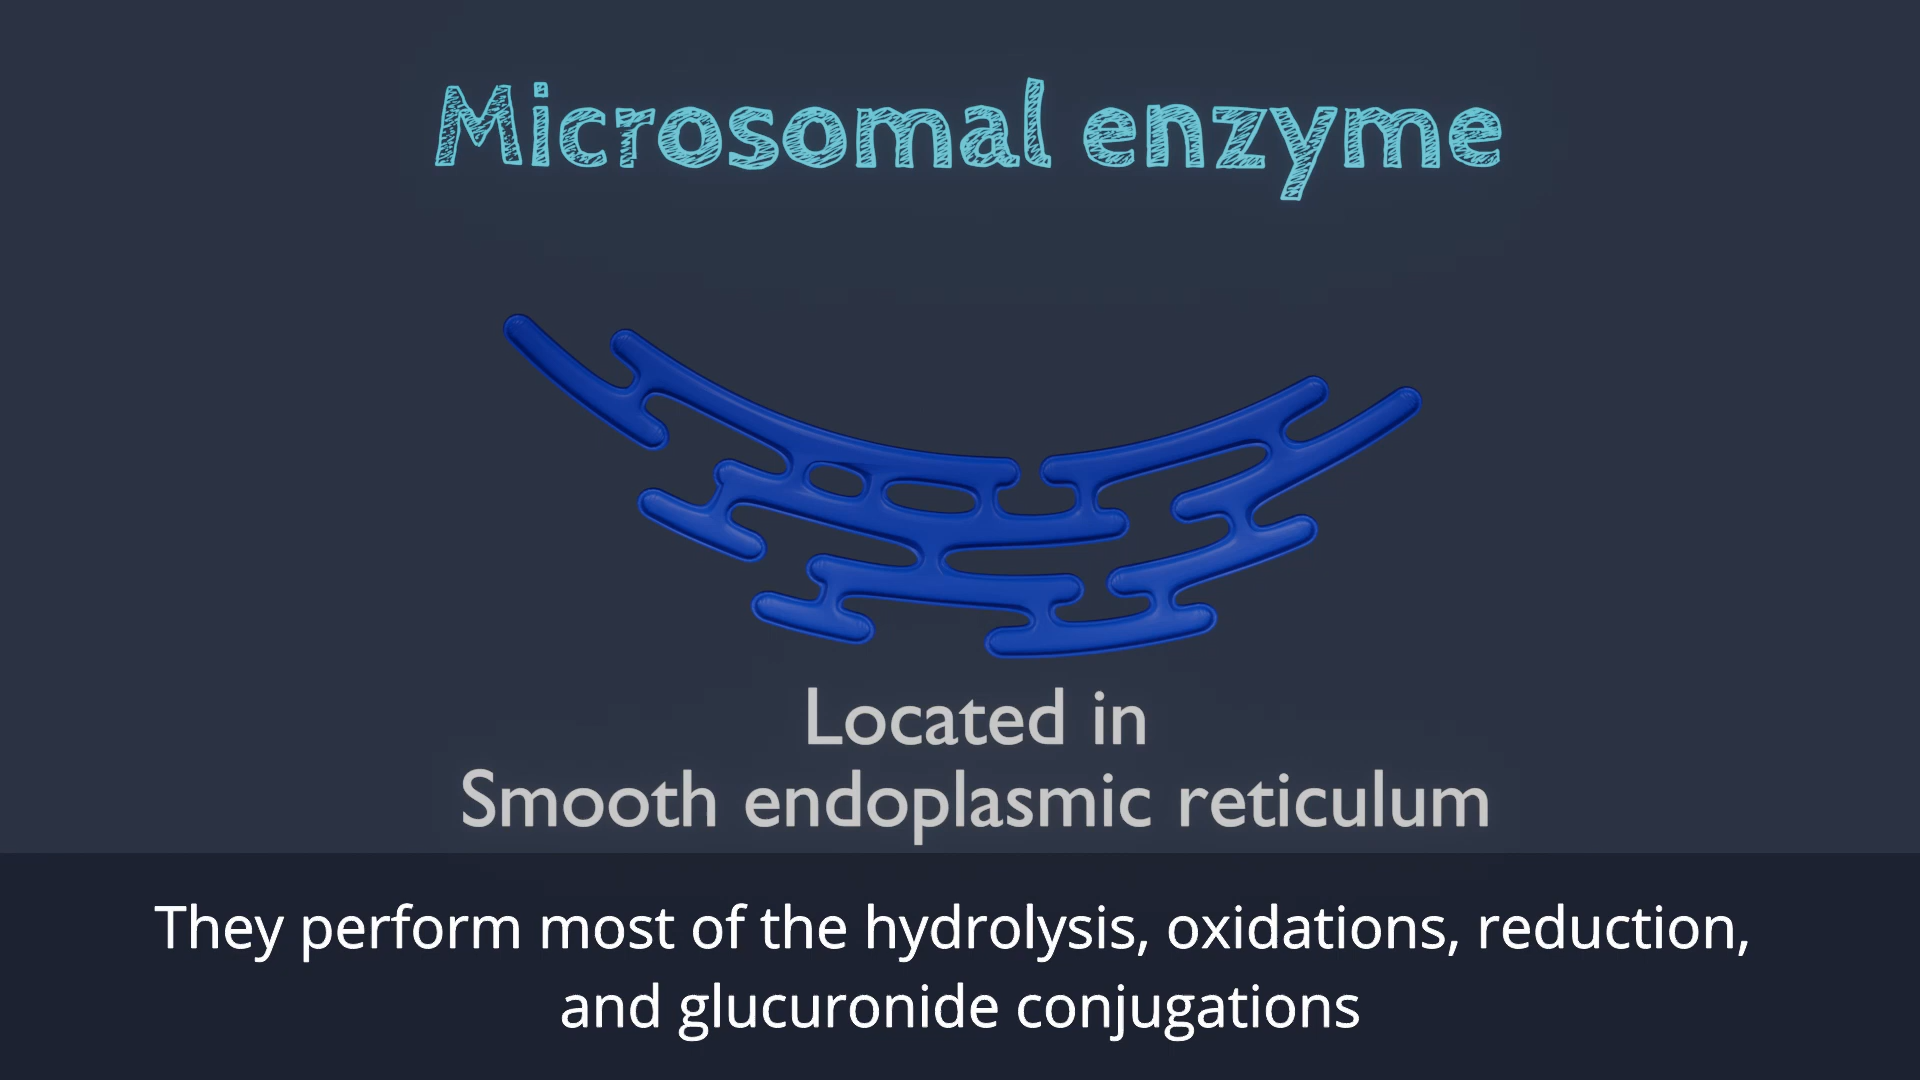 Microsomal enzyme
Located in
Smooth endoplasmic reticulum
They perform most of the hydrolysis, oxidations, reduction,
and glucuronide conjugations